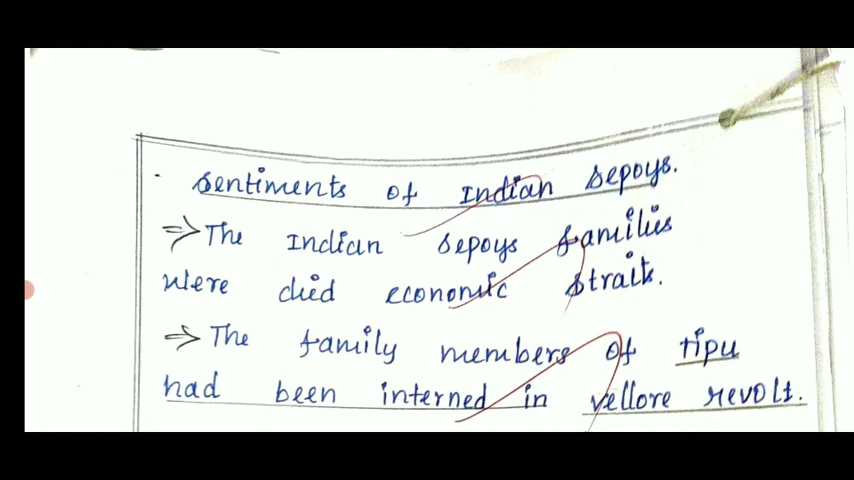 sentiments of Indian sepoys.
⇒ The Indian sepoys families
were died economic straits.
⇒ The family members of Tipu
had been interned in vellore revolt.